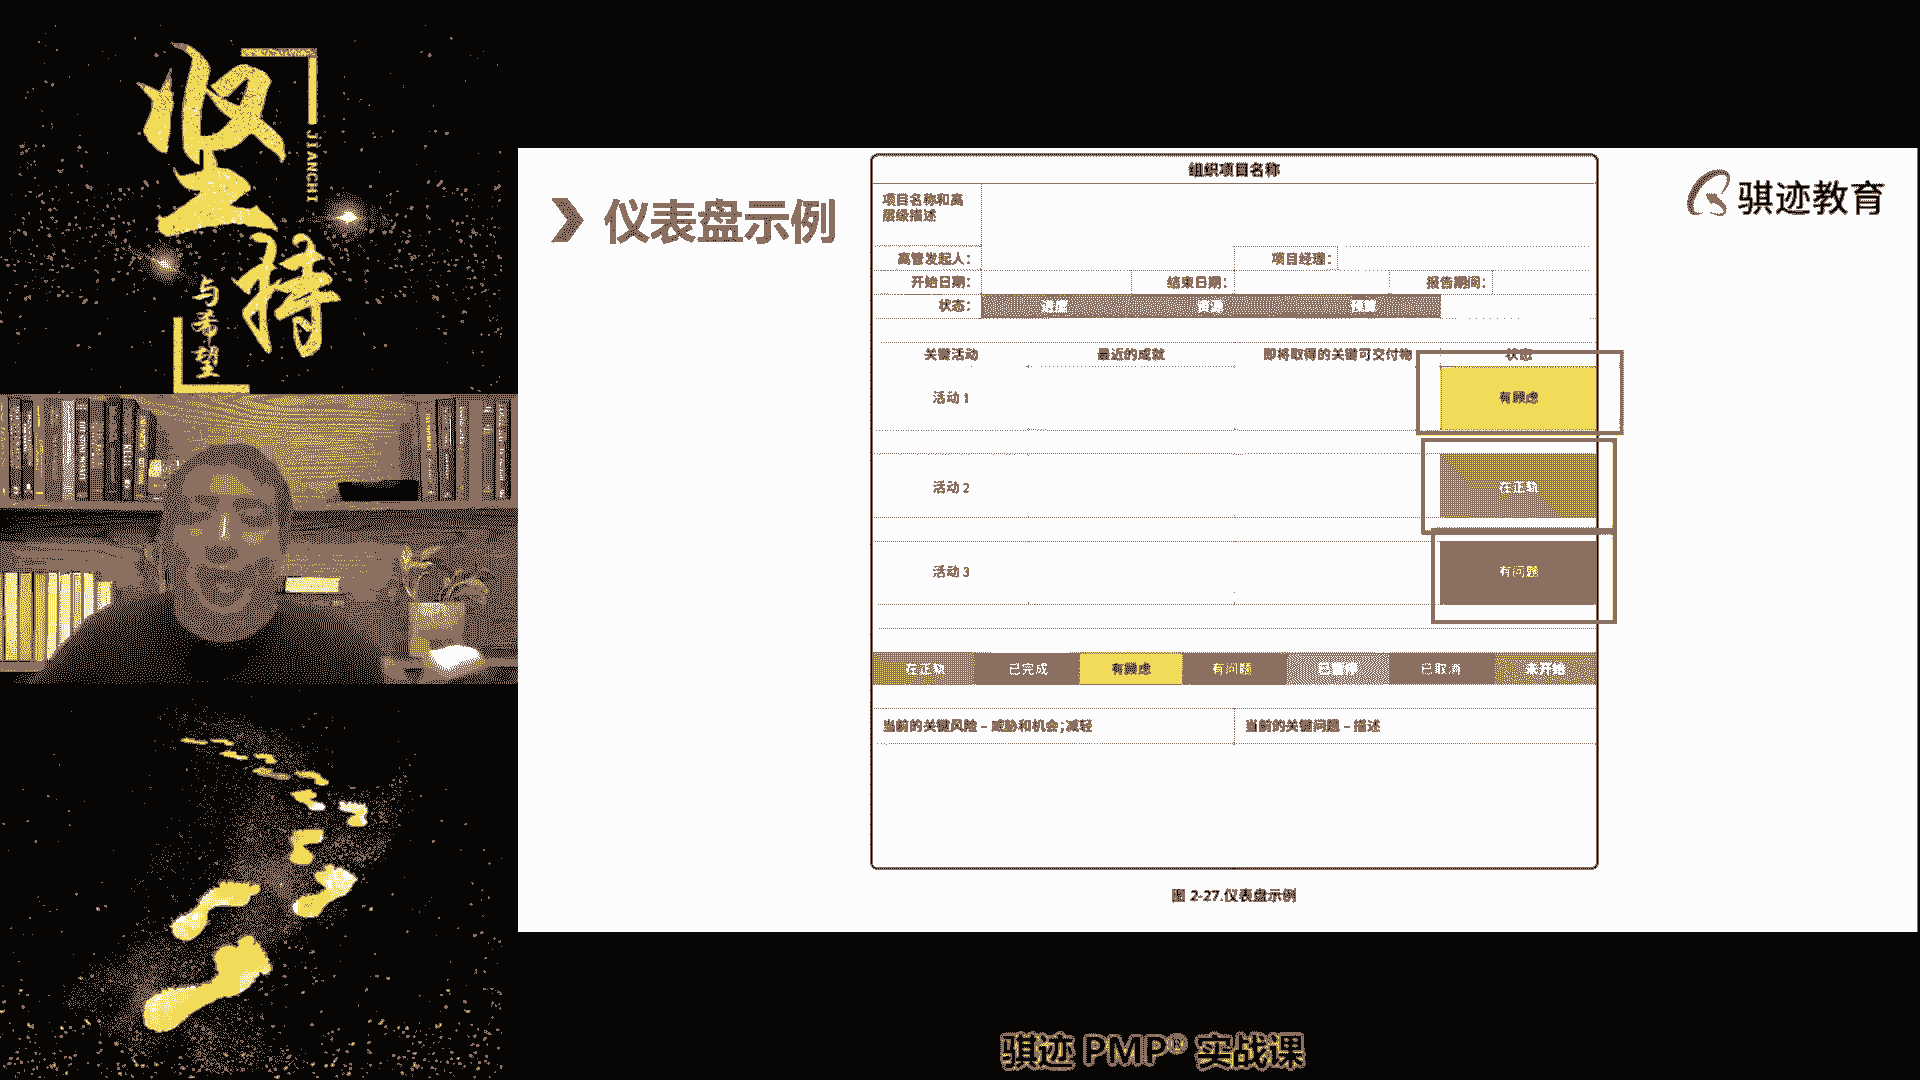 坚
持
JIANCHI
与希望
仪表盘示例
骐迹教育
组织项目名称
项目名称和高
层级描述
高管发起人：
项目经理：
开始日期：
结束日期：
报告期间：
状态：
进度
资源
预算
关键活动
最近的成就
即将取得的关键可交付物
状态
活动 1
有顾虑
活动 2
在正轨
活动 3
有问题
在正轨
已完成
有顾虑
有问题
已暂停
已取消
未开始
当前的关键风险 – 威胁和机会；减轻
当前的关键问题 – 描述
图 2-27.仪表盘示例
骐迹 PMP® 实战课